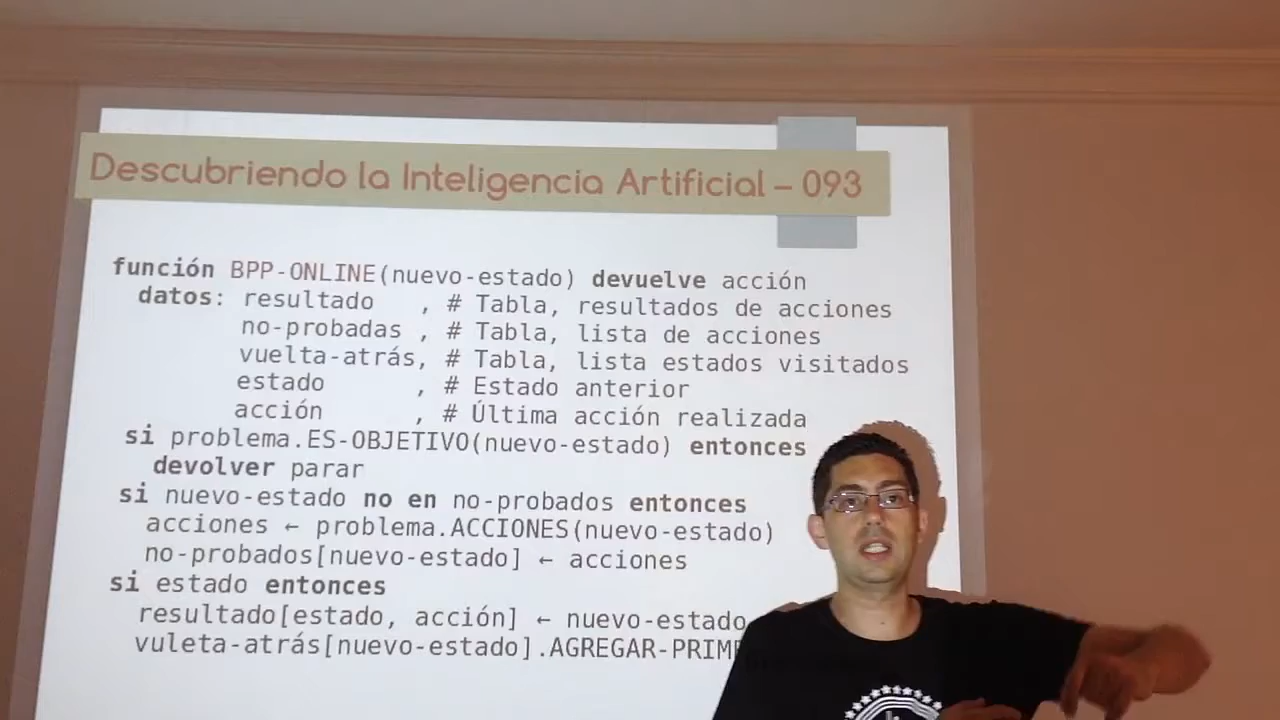 Descubriendo la Inteligencia Artificial – 093
función BPP-ONLINE(nuevo-estado) devuelve acción
datos: resultado , # Tabla, resultados de acciones
no-probadas , # Tabla, lista de acciones
vuelta-atrás, # Tabla, lista estados visitados
estado , # Estado anterior
acción , # Última acción realizada
si problema.ES-OBJETIVO(nuevo-estado) entonces
devolver parar
si nuevo-estado no en no-probados entonces
acciones ← problema.ACCIONES(nuevo-estado)
no-probados[nuevo-estado] ← acciones
si estado entonces
resultado[estado, acción] ← nuevo-estado
vuleta-atrás[nuevo-estado].AGREGAR-PRIM